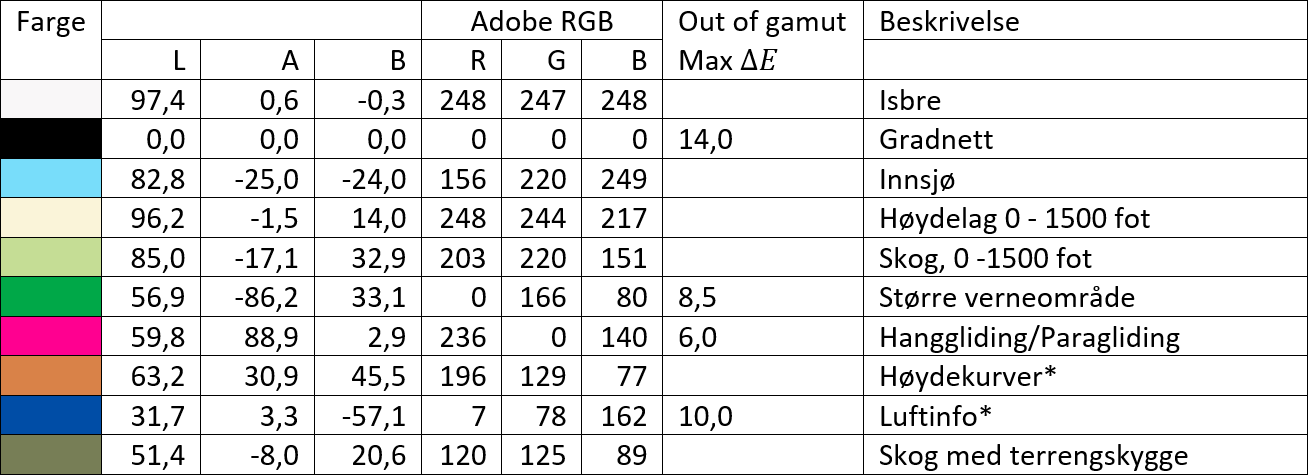 Farge Adobe RGB Out of gamut Beskrivelse
L A B R G B Max ΔE
97,4 0,6 -0,3 248 247 248 Isbre
0,0 0,0 0,0 0 0 0 14,0 Gradnett
82,8 -25,0 -24,0 156 220 249 Innsjø
96,2 -1,5 14,0 248 244 217 Høydelag 0 - 1500 fot
85,0 -17,1 32,9 203 220 151 Skog, 0 -1500 fot
56,9 -86,2 33,1 0 166 80 8,5 Større verneområde
59,8 88,9 2,9 236 0 140 6,0 Hanggliding/Paragliding
63,2 30,9 45,5 196 129 77 Høydekurver*
31,7 3,3 -57,1 7 78 162 10,0 Luftinfo*
51,4 -8,0 20,6 120 125 89 Skog med terrengskygge